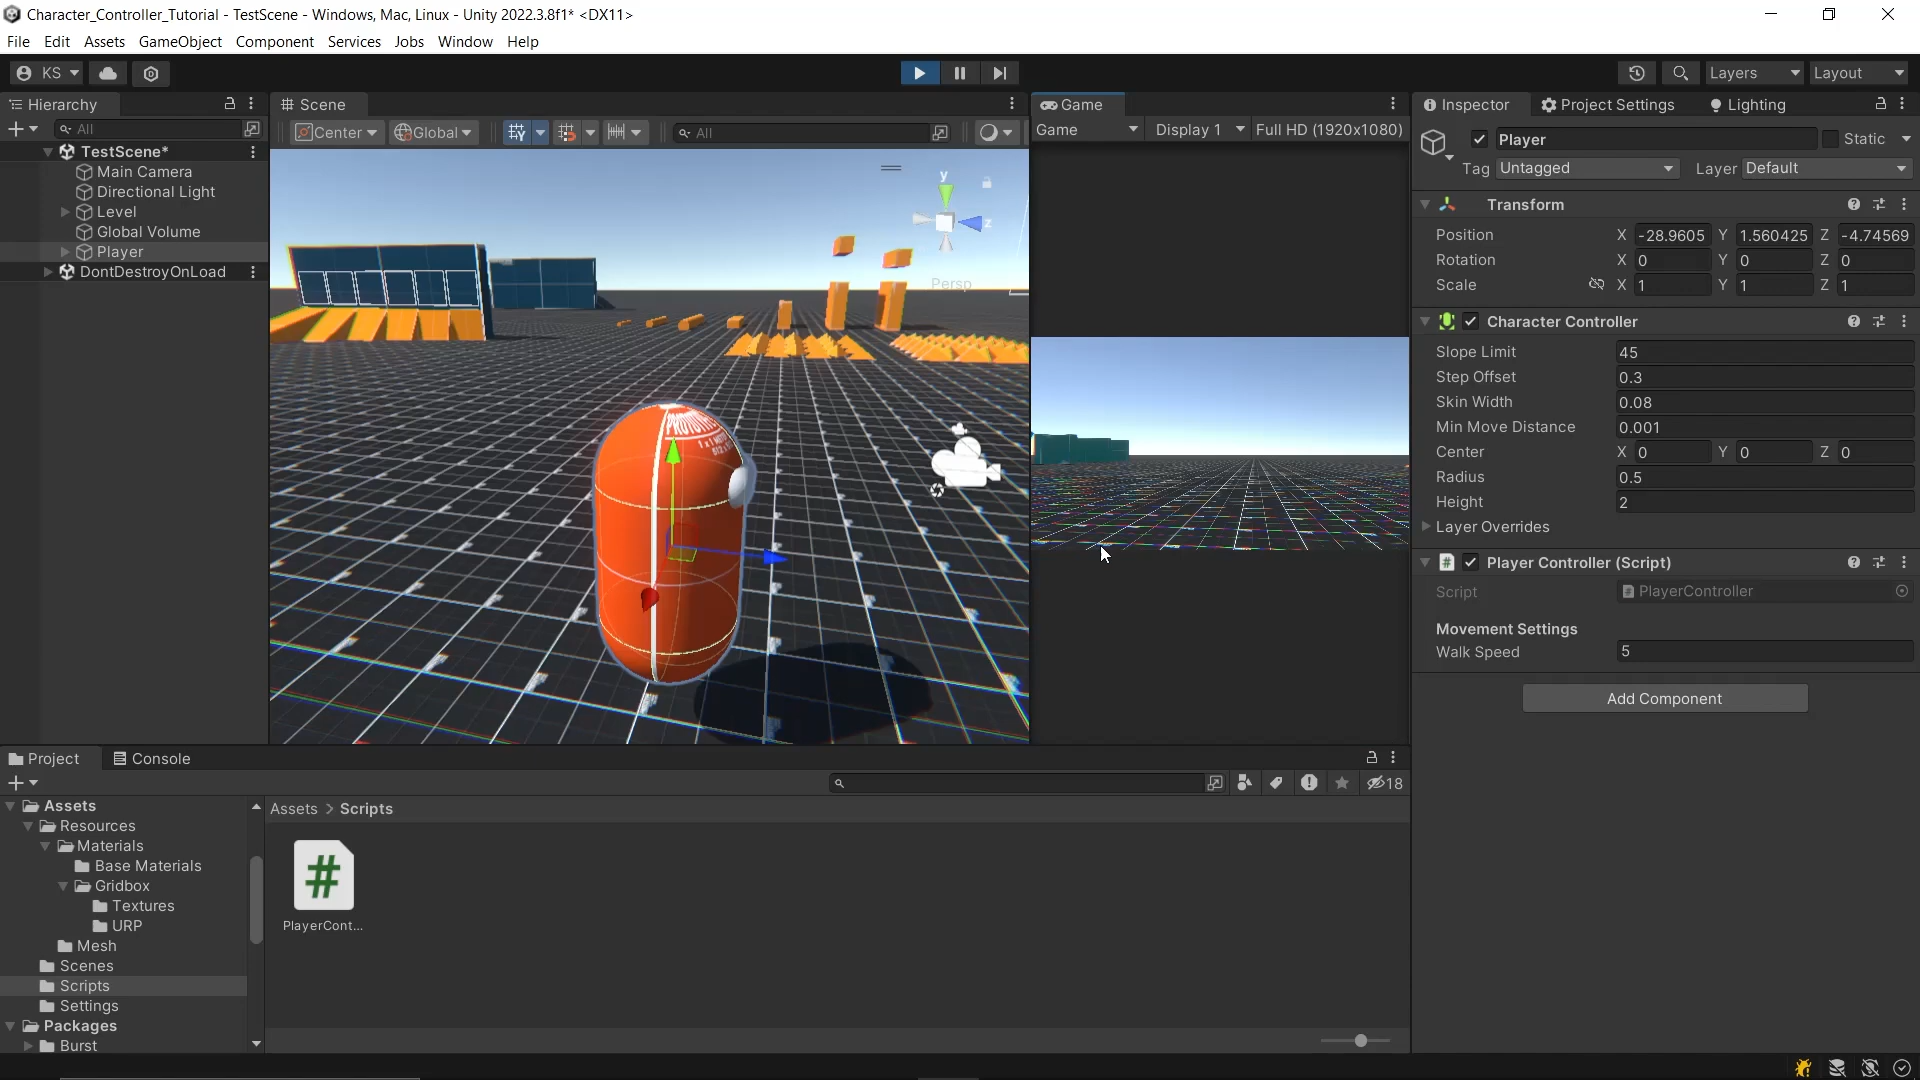 Character_Controller_Tutorial - TestScene - Windows, Mac, Linux - Unity 2022.3.8f1* <DX11>
File Edit Assets GameObject Component Services Jobs Window Help
KS Layers Layout
Hierarchy
All
TestScene*
Main Camera
Directional Light
Level
Global Volume
Player
DontDestroyOnLoad
Scene
Center Global All
y
z
Persp
PROTOTYPE
Game
Game Display 1 Full HD (1920x1080)
Inspector Project Settings Lighting
Player Static
Tag Untagged Layer Default
Transform
Position X -28.9605 Y 1.560425 Z -4.74569
Rotation X 0 Y 0 Z 0
Scale X 1 Y 1 Z 1
Character Controller
Slope Limit 45
Step Offset 0.3
Skin Width 0.08
Min Move Distance 0.001
Center X 0 Y 0 Z 0
Radius 0.5
Height 2
Layer Overrides
# Player Controller (Script)
Script PlayerController
Movement Settings
Walk Speed 5
Add Component
Project Console
18
Assets
Resources
Materials
Base Materials
Gridbox
Textures
URP
Mesh
Scenes
Scripts
Settings
Packages
Burst
Assets > Scripts
#
PlayerCont...